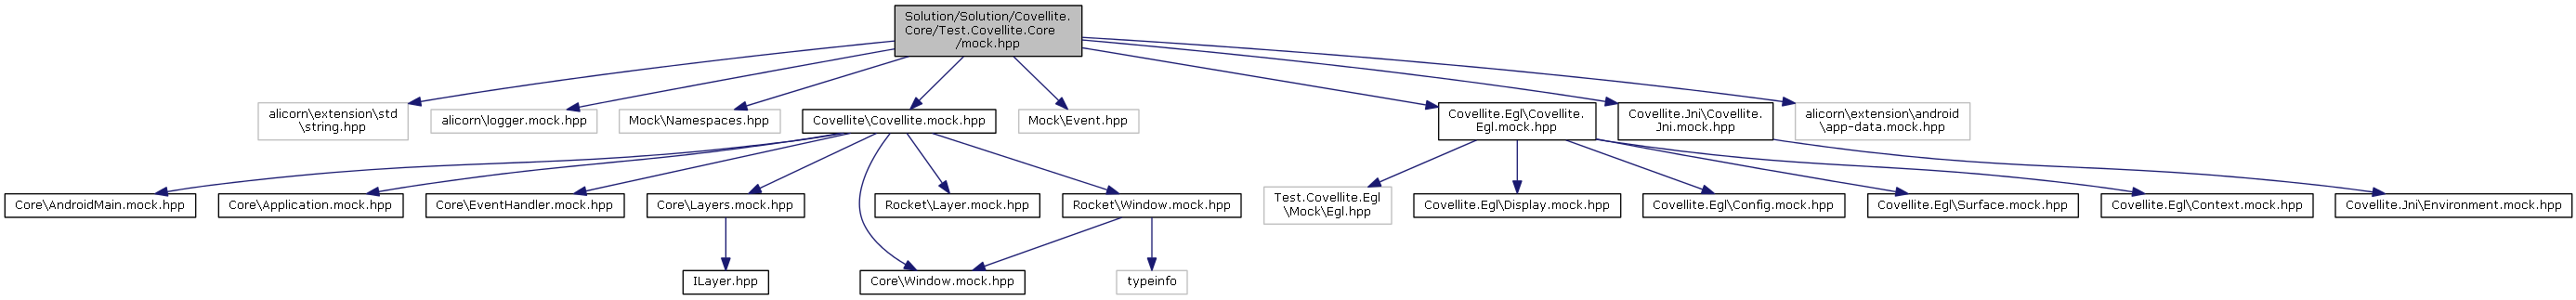 Solution/Solution/Covellite.
Core/Test.Covellite.Core
/mock.hpp
alicorn\extension\std
\string.hpp
alicorn\logger.mock.hpp
Mock\Namespaces.hpp
Covellite\Covellite.mock.hpp
Mock\Event.hpp
Covellite.Egl\Covellite.
Egl.mock.hpp
Covellite.Jni\Covellite.
Jni.mock.hpp
alicorn\extension\android
\app-data.mock.hpp
Core\AndroidMain.mock.hpp
Core\Application.mock.hpp
Core\EventHandler.mock.hpp
Core\Layers.mock.hpp
Rocket\Layer.mock.hpp
Rocket\Window.mock.hpp
Test.Covellite.Egl
\Mock\Egl.hpp
Covellite.Egl\Display.mock.hpp
Covellite.Egl\Config.mock.hpp
Covellite.Egl\Surface.mock.hpp
Covellite.Egl\Context.mock.hpp
Covellite.Jni\Environment.mock.hpp
ILayer.hpp
Core\Window.mock.hpp
typeinfo